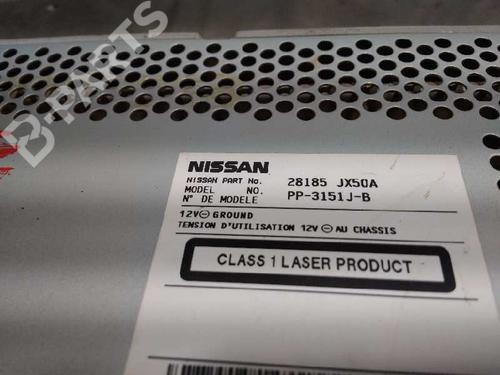 B-PARTS
NISSAN
NISSAN PART No. 28185 JX50A
MODEL NO. PP-3151J-B
N° DE MODELE
12V⊖ GROUND
TENSION D'UTILISATION 12V ⊖ AU CHASSIS
CLASS 1 LASER PRODUCT